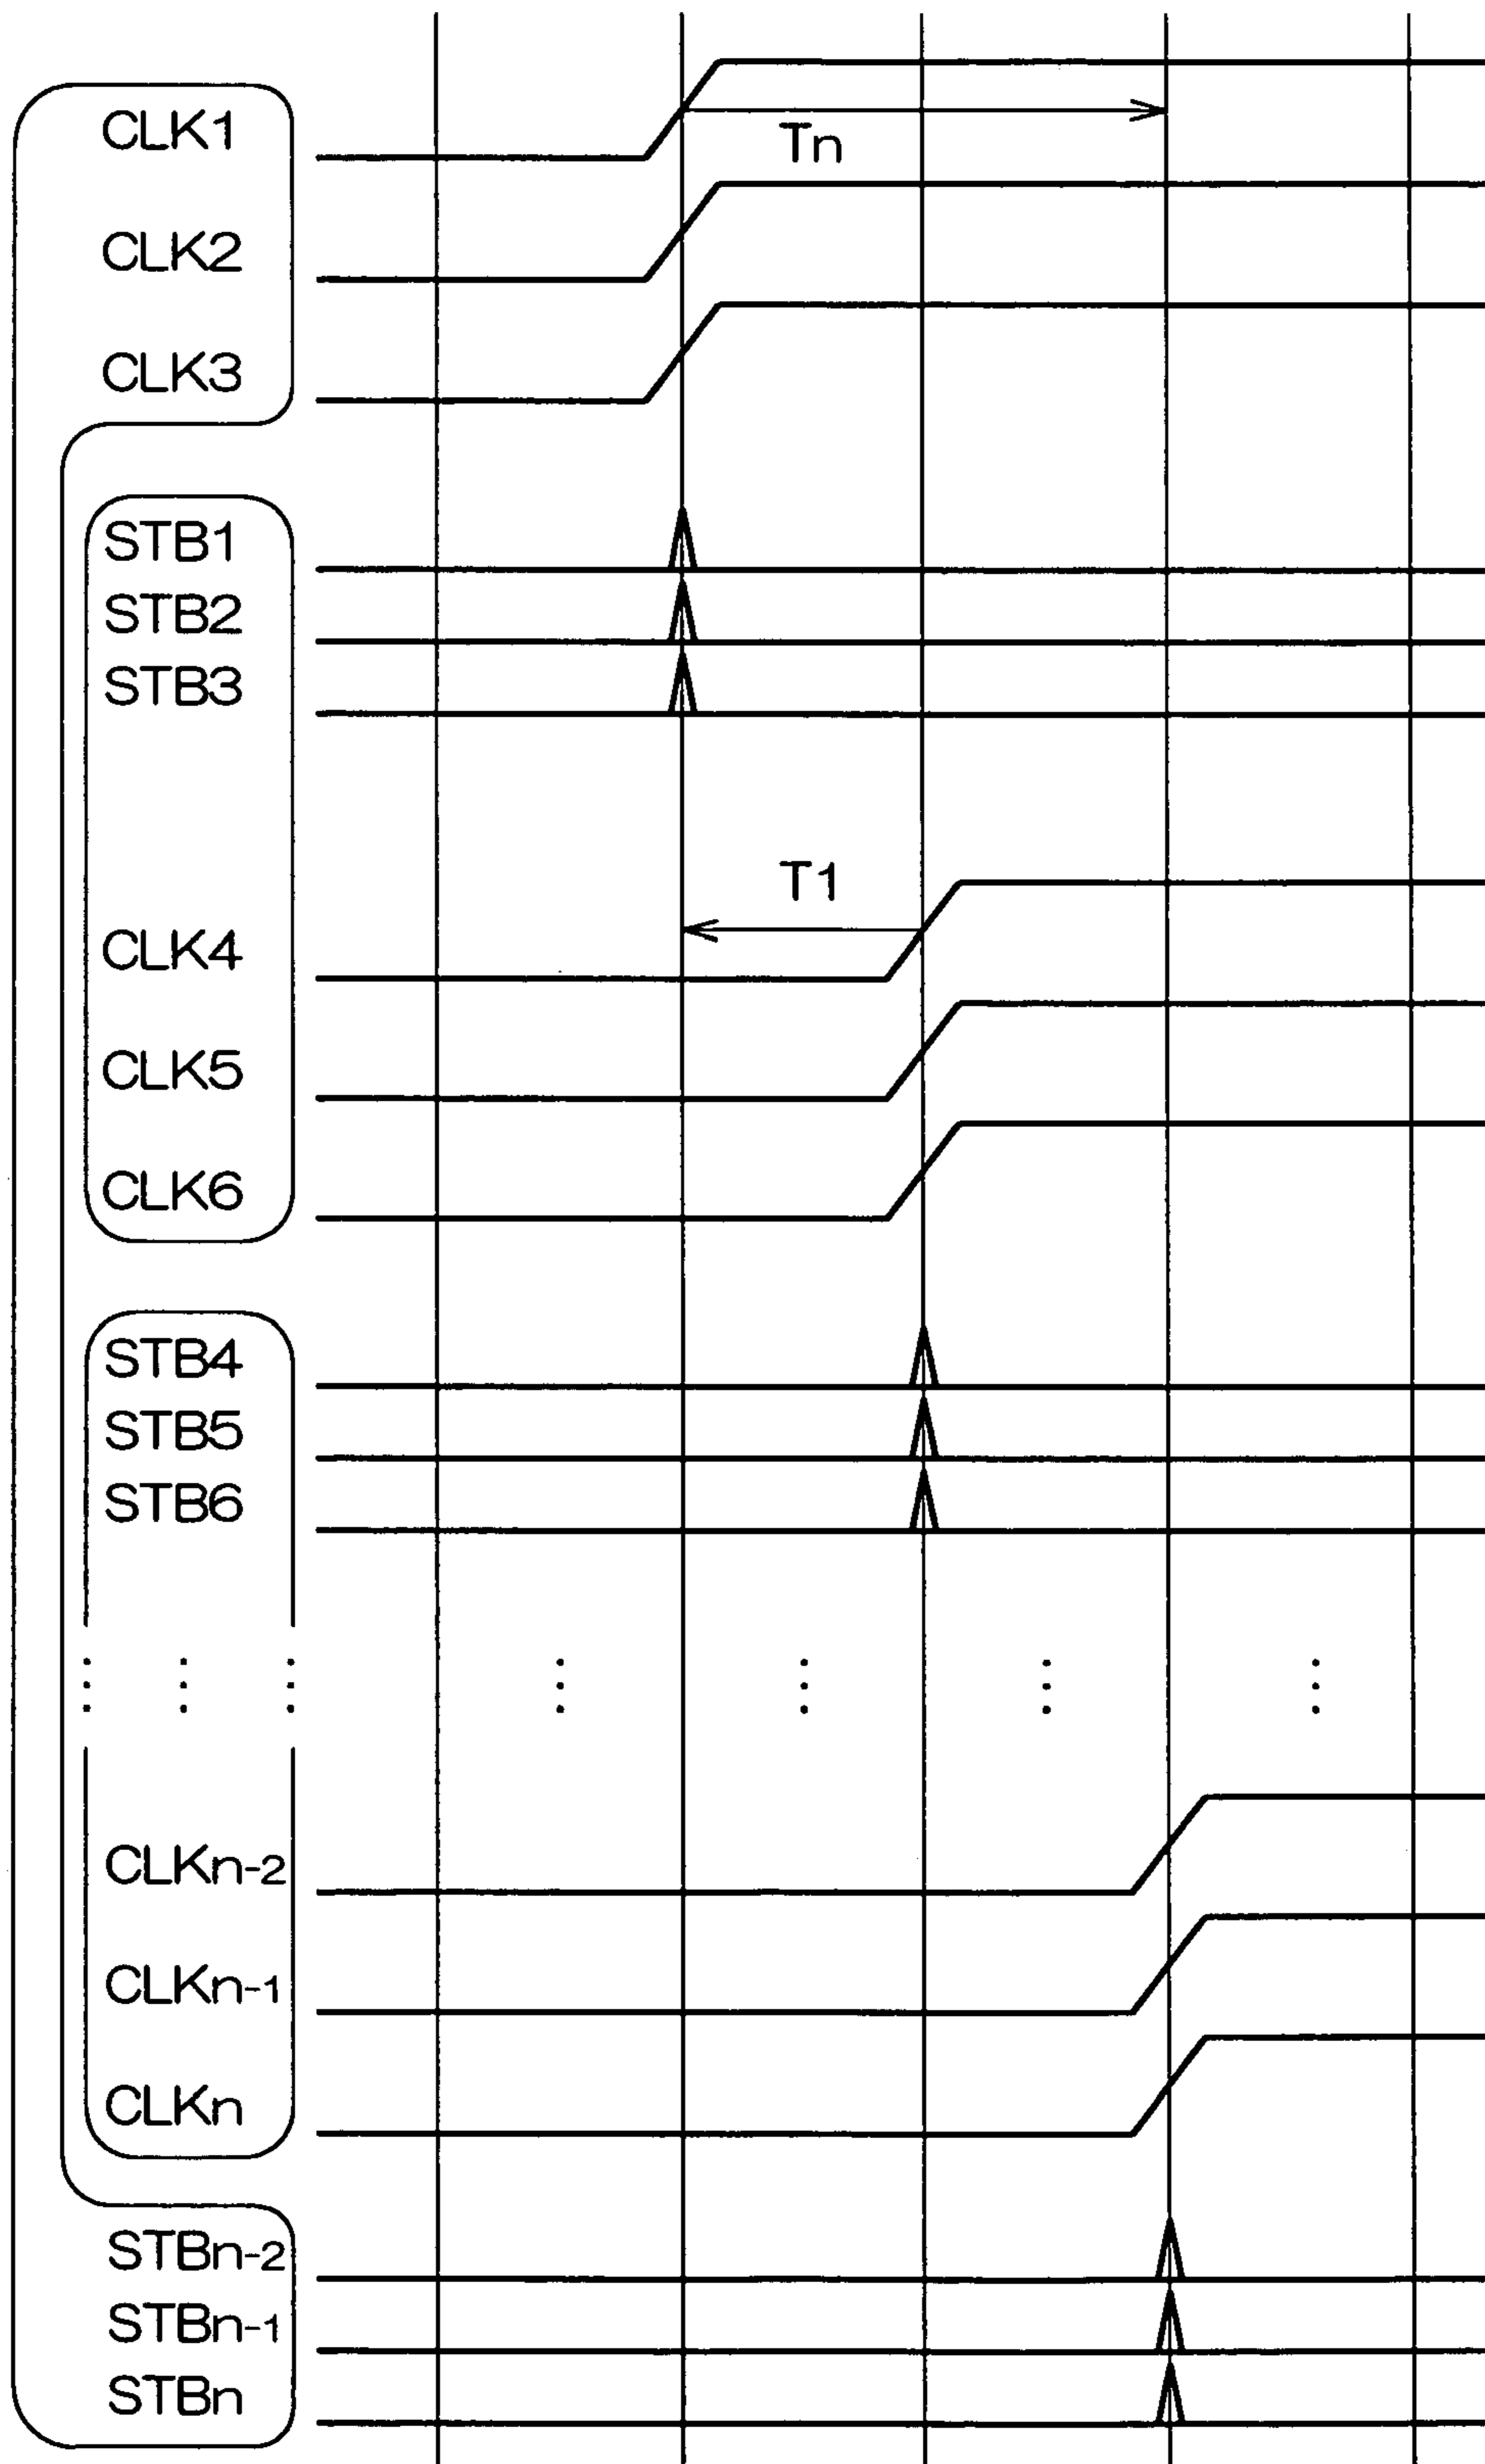 CLK1
Tn
CLK2
CLK3
STB1
STB2
STB3
T1
CLK4
CLK5
CLK6
STB4
STB5
STB6
CLKn-2
CLKn-1
CLKn
STBn-2
STBn-1
STBn